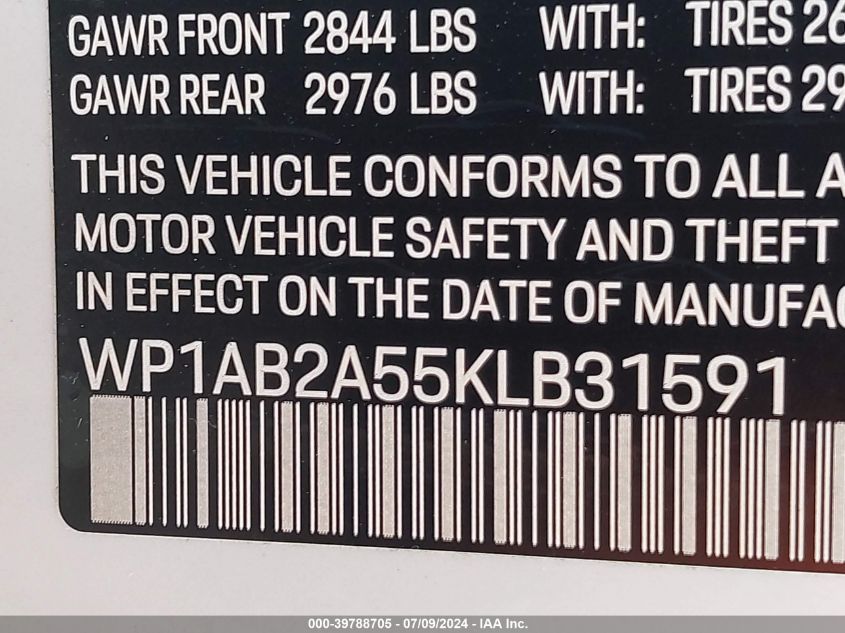 GAWR FRONT 2844 LBS WITH: TIRES 26
GAWR REAR 2976 LBS WITH: TIRES 29
THIS VEHICLE CONFORMS TO ALL A
MOTOR VEHICLE SAFETY AND THEFT
IN EFFECT ON THE DATE OF MANUFAC
WP1AB2A55KLB31591
000-39788705 - 07/09/2024 - IAA Inc.